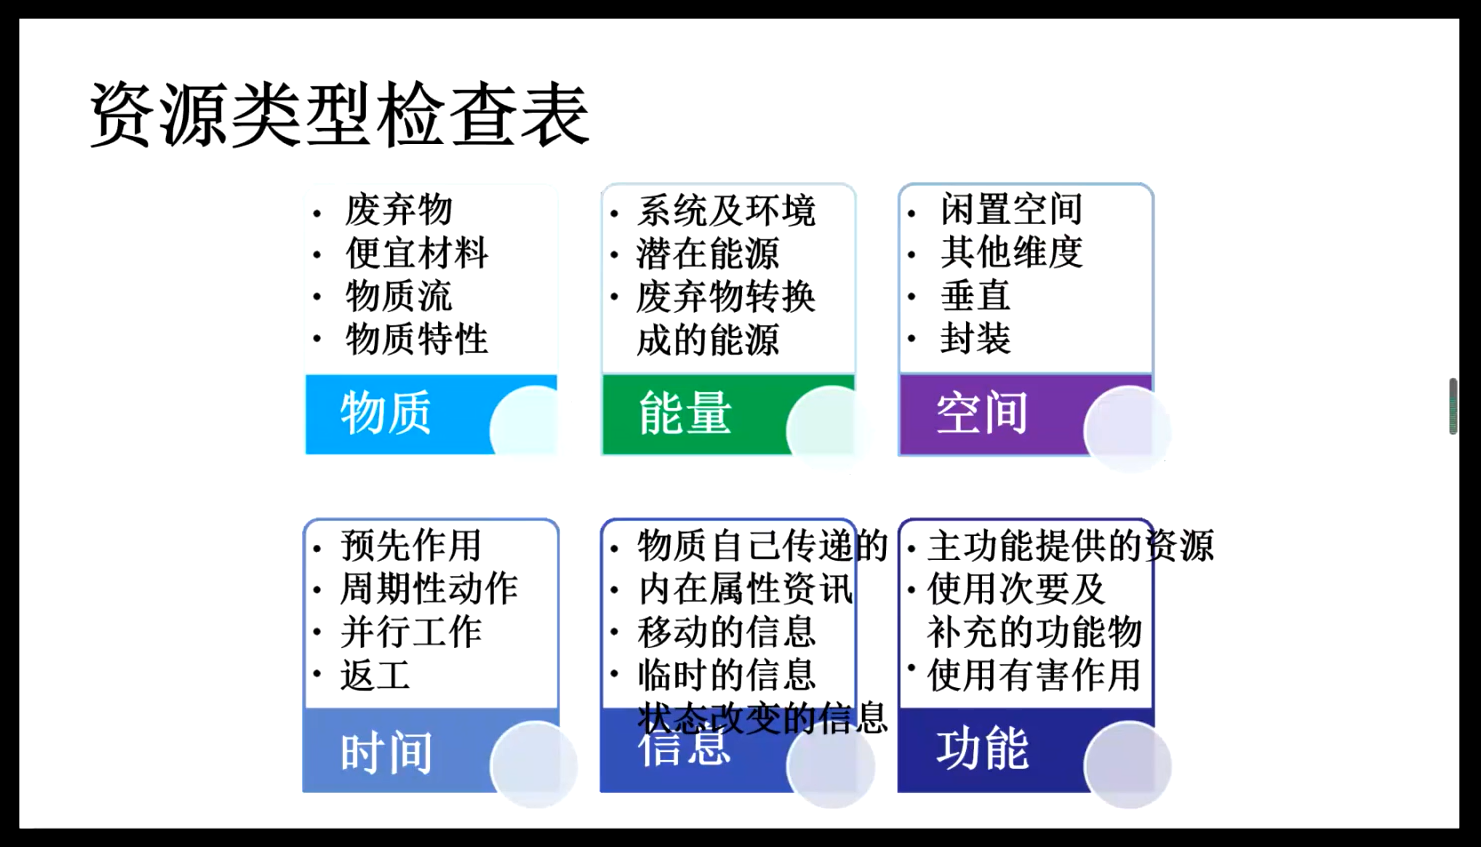 资源类型检查表
• 废弃物
• 便宜材料
• 物质流
• 物质特性
物质
• 系统及环境
• 潜在能源
• 废弃物转换
成的能源
能量
• 闲置空间
• 其他维度
• 垂直
• 封装
空间
• 预先作用
• 周期性动作
• 并行工作
• 返工
时间
• 物质自己传递的
• 内在属性资讯
• 移动的信息
• 临时的信息
状态改变的信息
信息
• 主功能提供的资源
• 使用次要及
补充的功能物
• 使用有害作用
功能